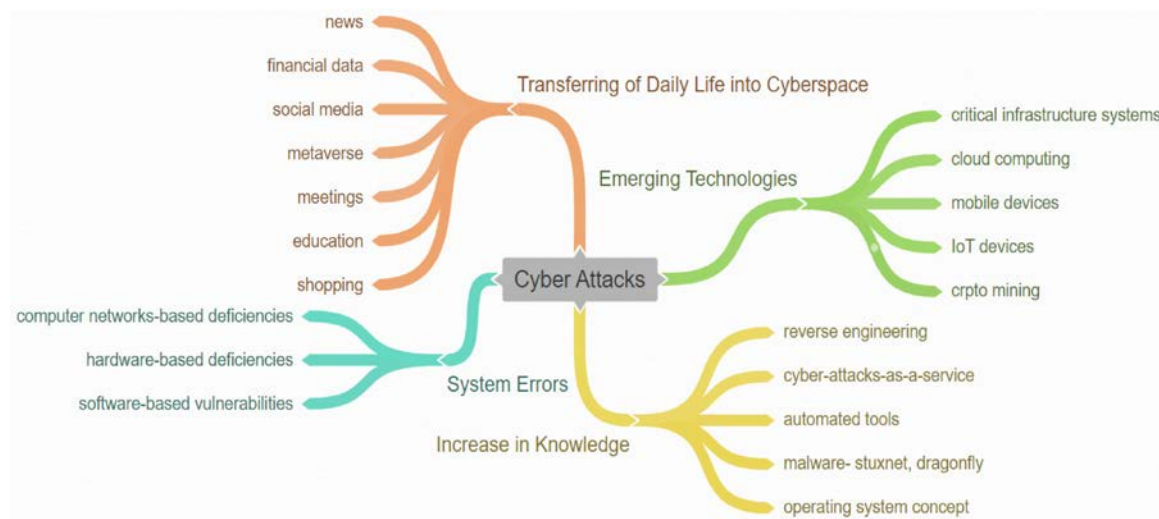 news
financial data
social media
metaverse
meetings
education
shopping
Transferring of Daily Life into Cyberspace
Emerging Technologies
critical infrastructure systems
cloud computing
mobile devices
IoT devices
crpto mining
Cyber Attacks
computer networks-based deficiencies
hardware-based deficiencies
software-based vulnerabilities
System Errors
Increase in Knowledge
reverse engineering
cyber-attacks-as-a-service
automated tools
malware- stuxnet, dragonfly
operating system concept